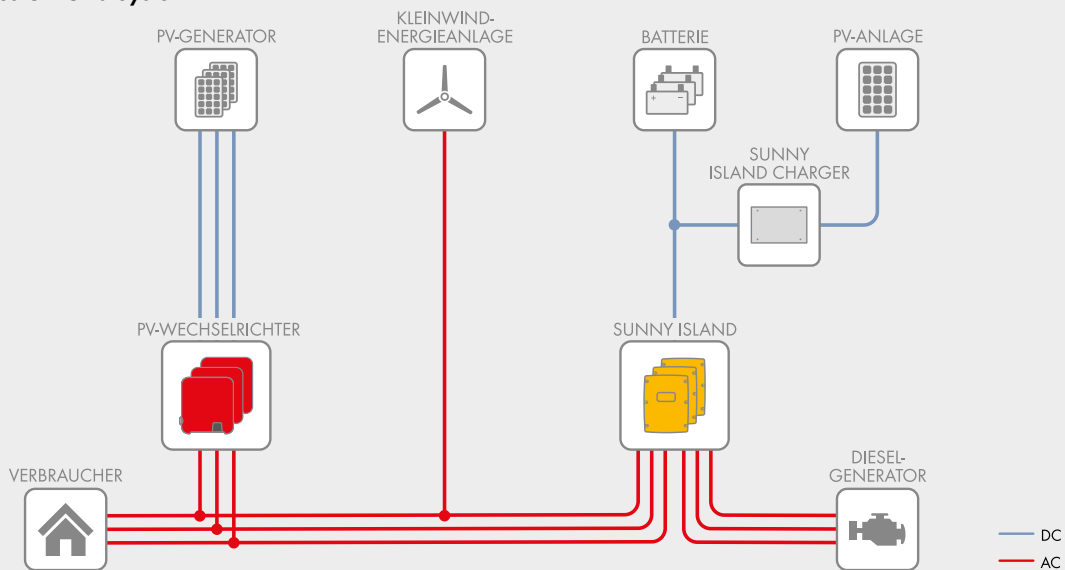 PV-GENERATOR
KLEINWIND-
ENERGIEANLAGE
BATTERIE
PV-ANLAGE
+ −
SUNNY
ISLAND CHARGER
PV-WECHSELRICHTER
SUNNY ISLAND
VERBRAUCHER
DIESEL-
GENERATOR
DC
AC